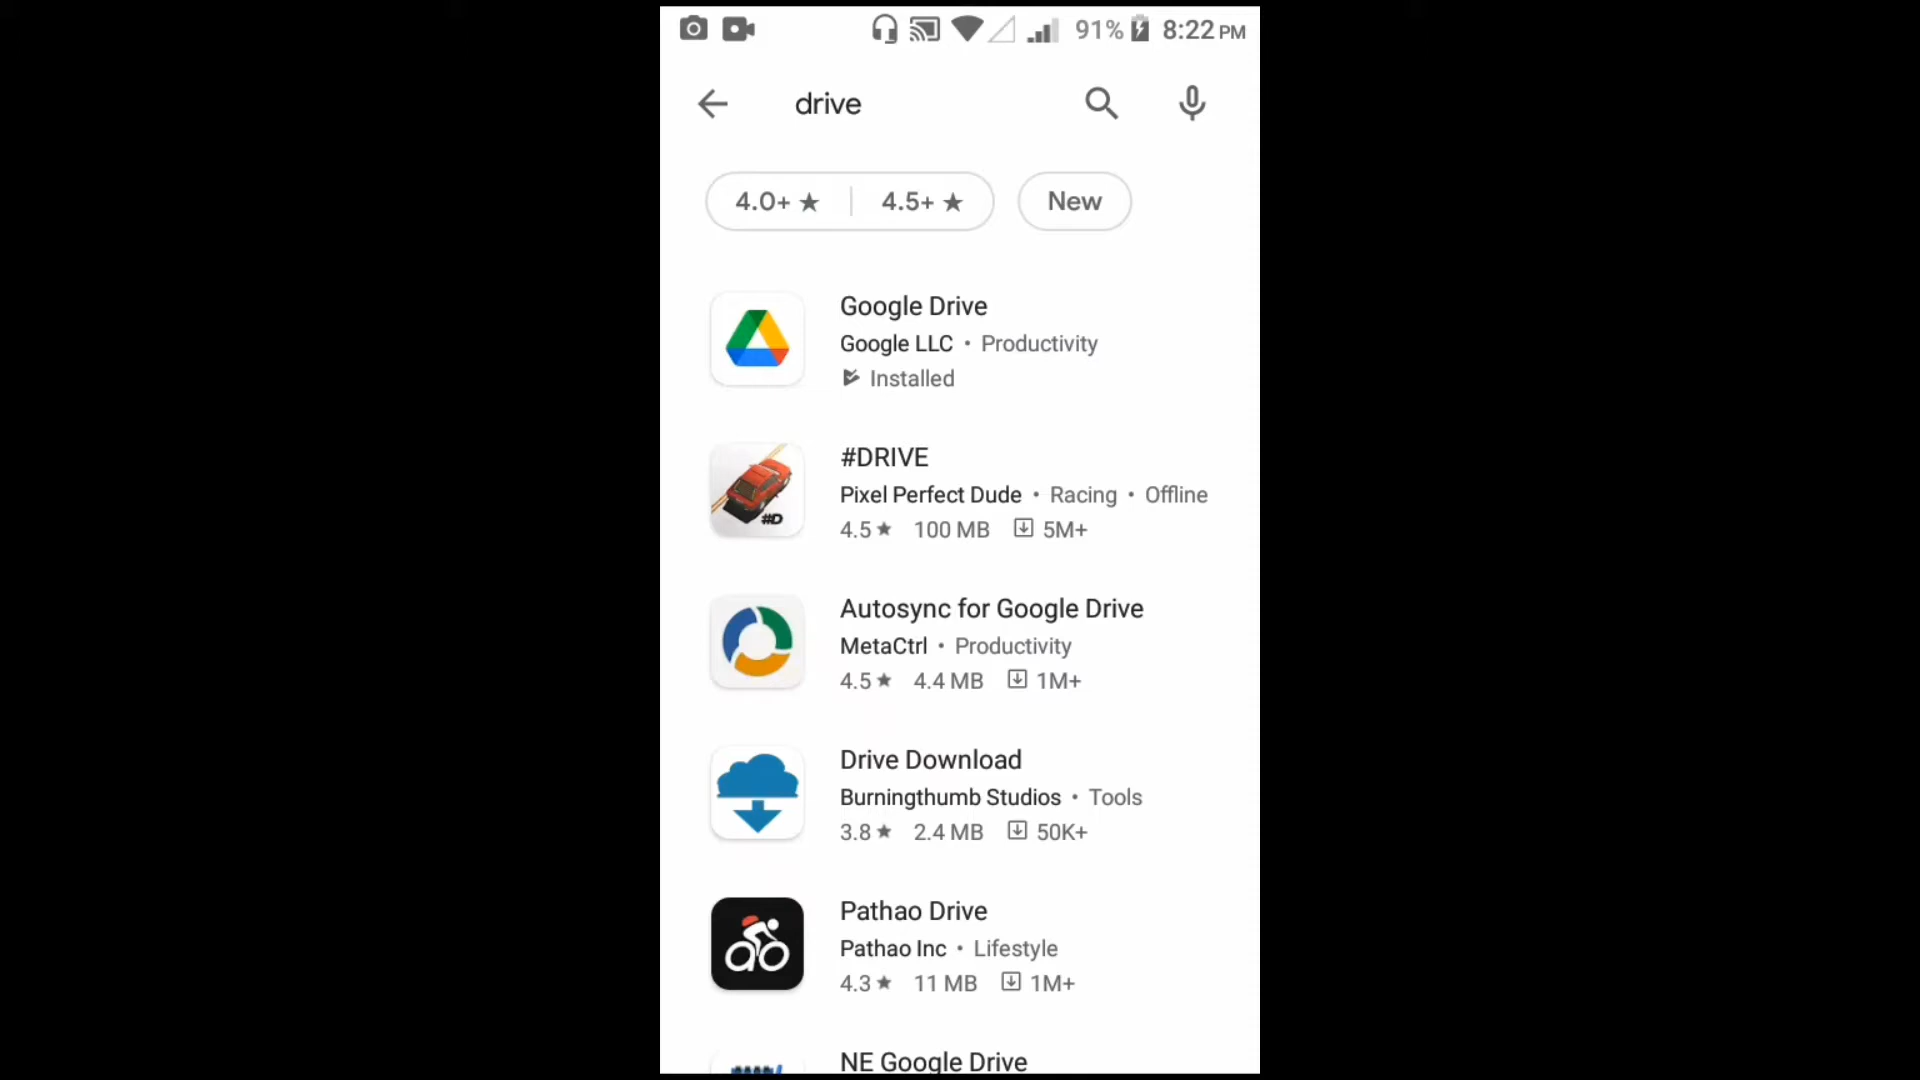 91% 8:22 PM
drive
4.0+ ★ 4.5+ ★ New
Google Drive
Google LLC • Productivity
Installed
#DRIVE
#D
Pixel Perfect Dude • Racing • Offline
4.5 ★ 100 MB 5M+
Autosync for Google Drive
MetaCtrl • Productivity
4.5 ★ 4.4 MB 1M+
Drive Download
Burningthumb Studios • Tools
3.8 ★ 2.4 MB 50K+
Pathao Drive
Pathao Inc • Lifestyle
4.3 ★ 11 MB 1M+
NE Google Drive